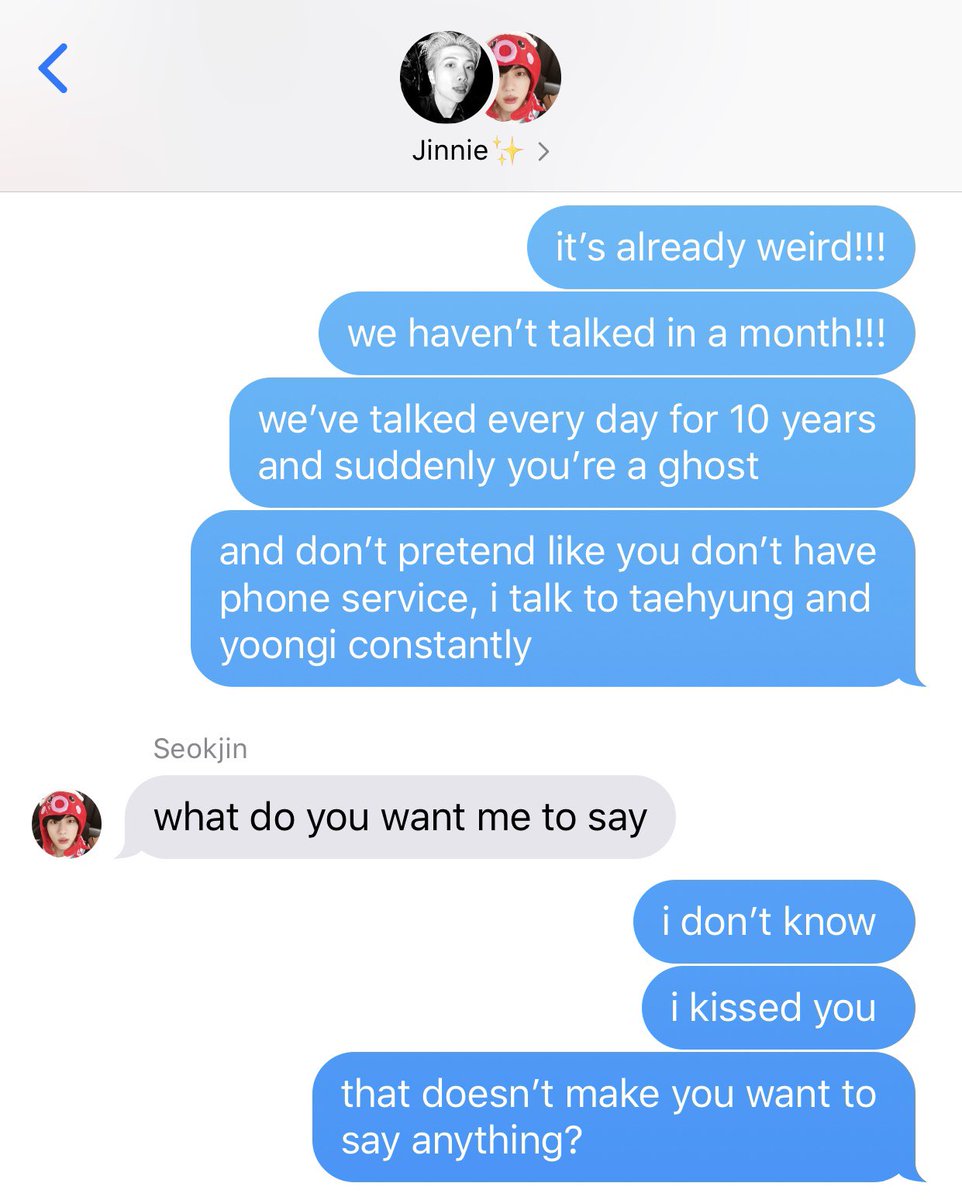 Jinnie✨ >
it’s already weird!!!
we haven’t talked in a month!!!
we’ve talked every day for 10 years
and suddenly you’re a ghost
and don’t pretend like you don’t have
phone service, i talk to taehyung and
yoongi constantly
Seokjin
what do you want me to say
i don’t know
i kissed you
that doesn’t make you want to
say anything?